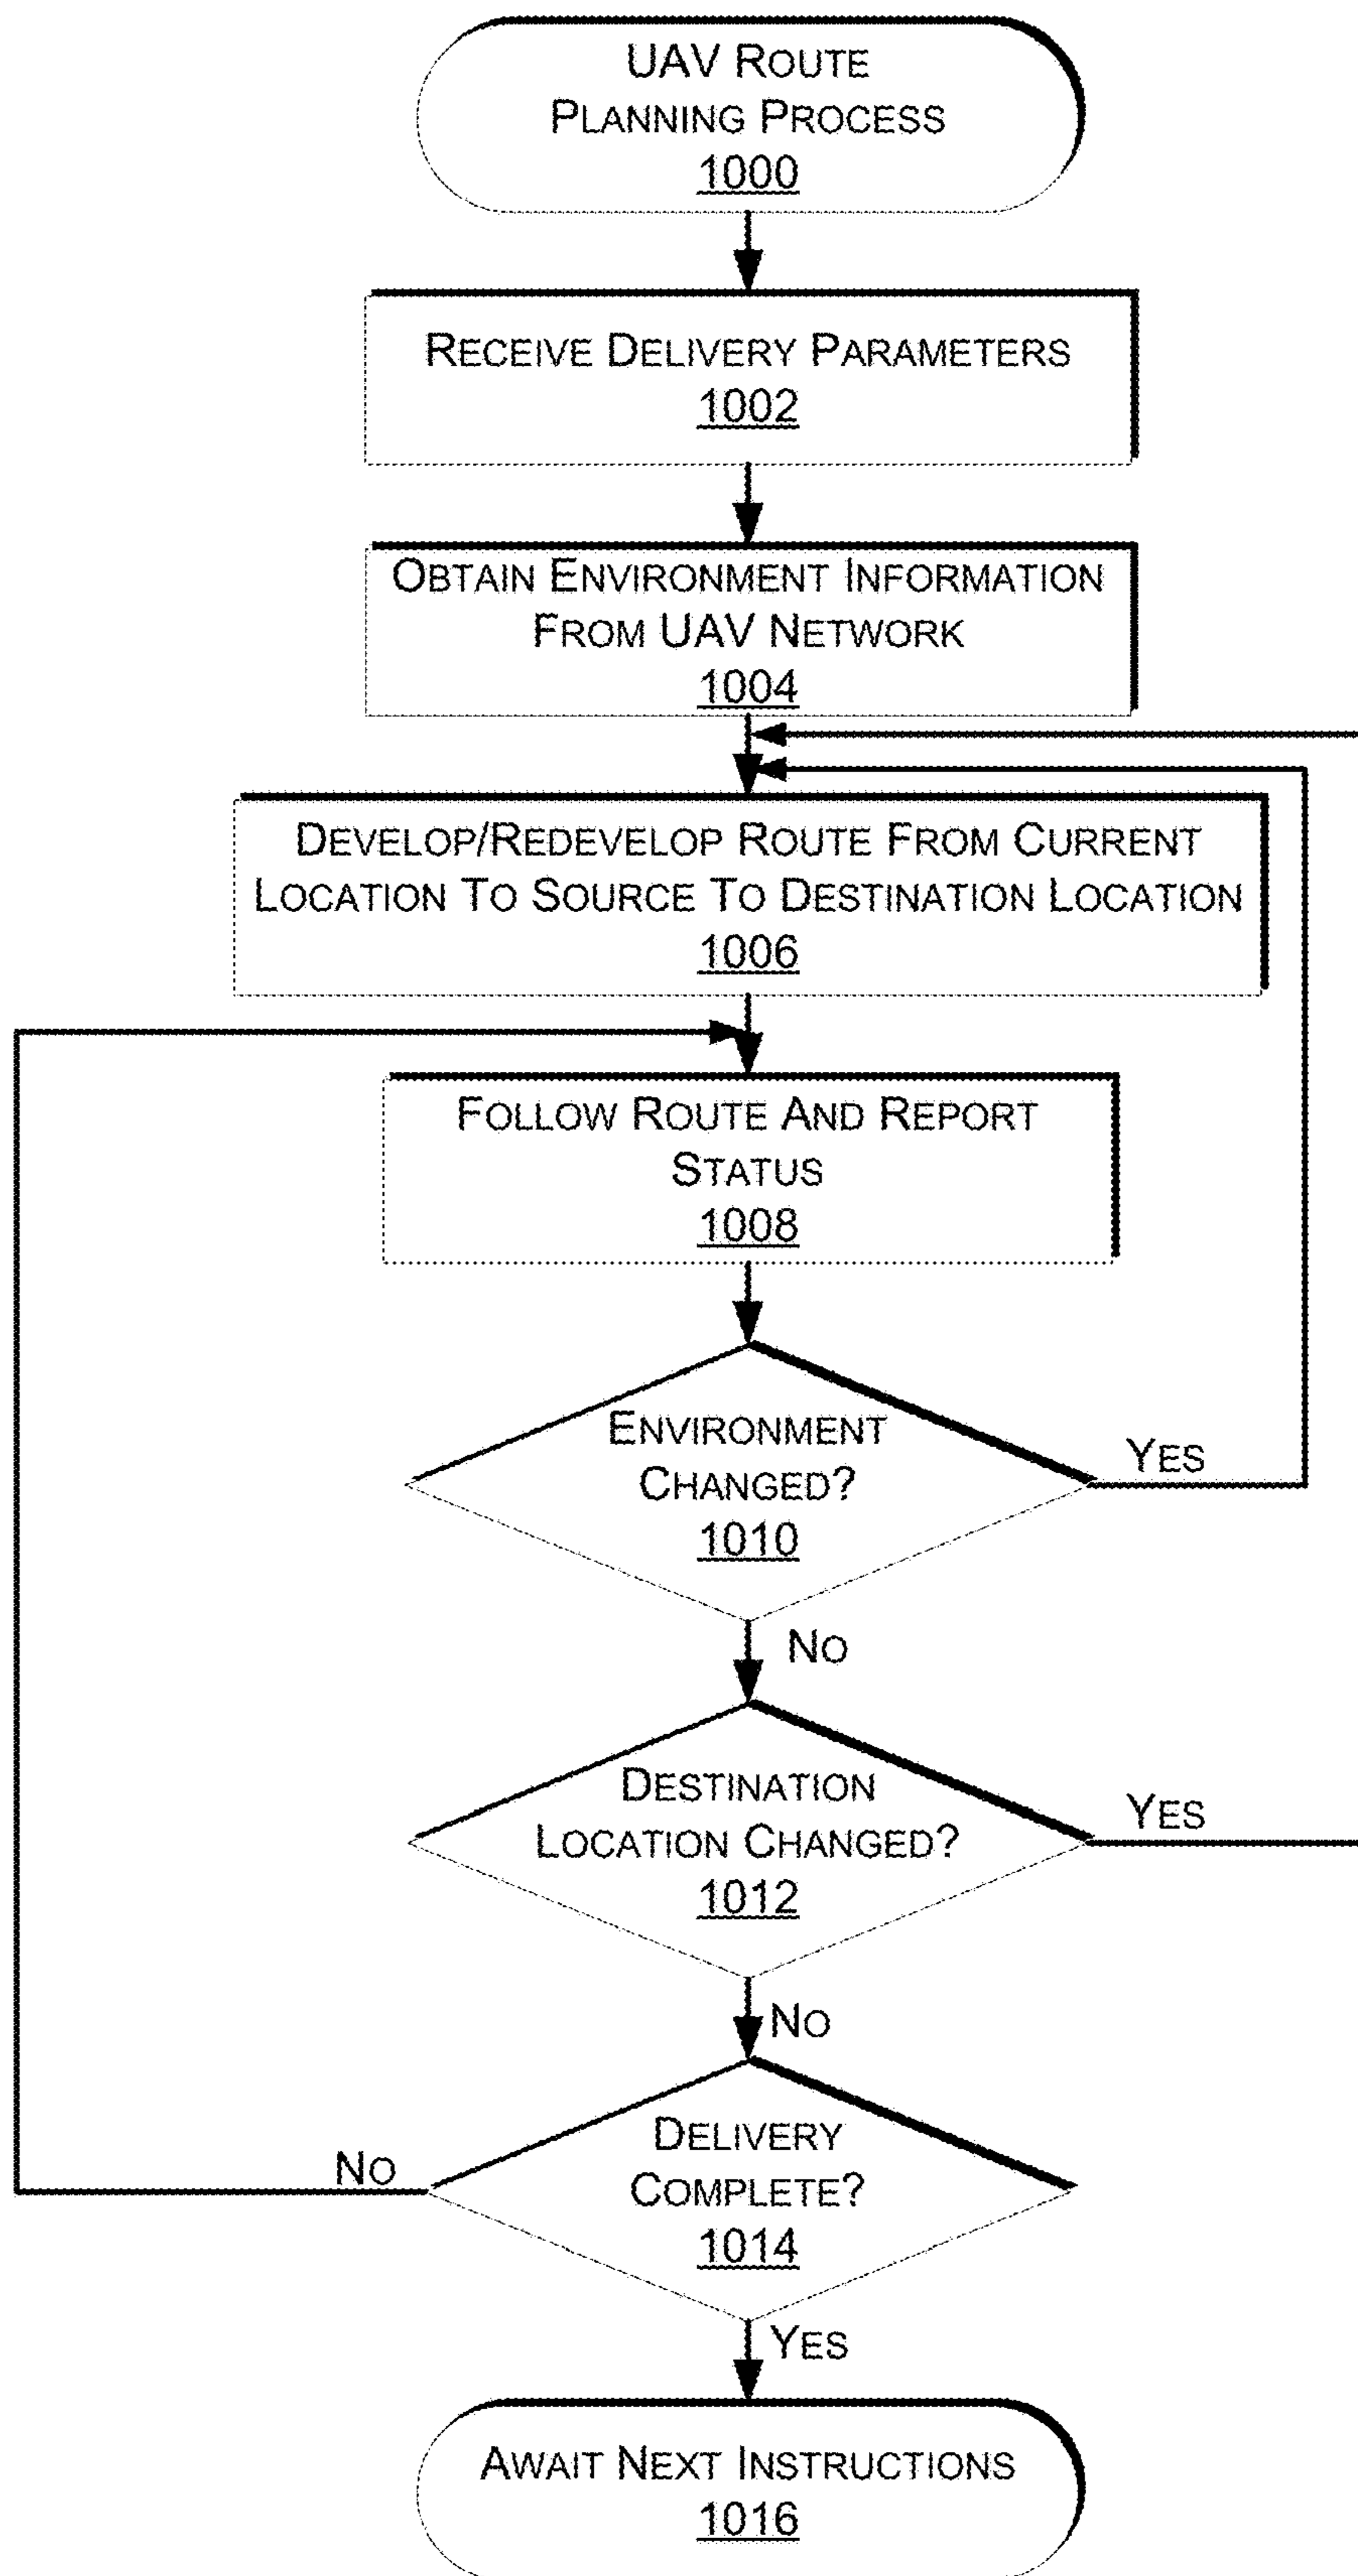 UAV ROUTE
PLANNING PROCESS
1000
RECEIVE DELIVERY PARAMETERS
1002
OBTAIN ENVIRONMENT INFORMATION
FROM UAV NETWORK
1004
DEVELOP/REDEVELOP ROUTE FROM CURRENT
LOCATION TO SOURCE TO DESTINATION LOCATION
1006
FOLLOW ROUTE AND REPORT
STATUS
1008
ENVIRONMENT
CHANGED?
1010
YES
NO
DESTINATION
LOCATION CHANGED?
1012
YES
NO
DELIVERY
COMPLETE?
1014
NO
YES
AWAIT NEXT INSTRUCTIONS
1016